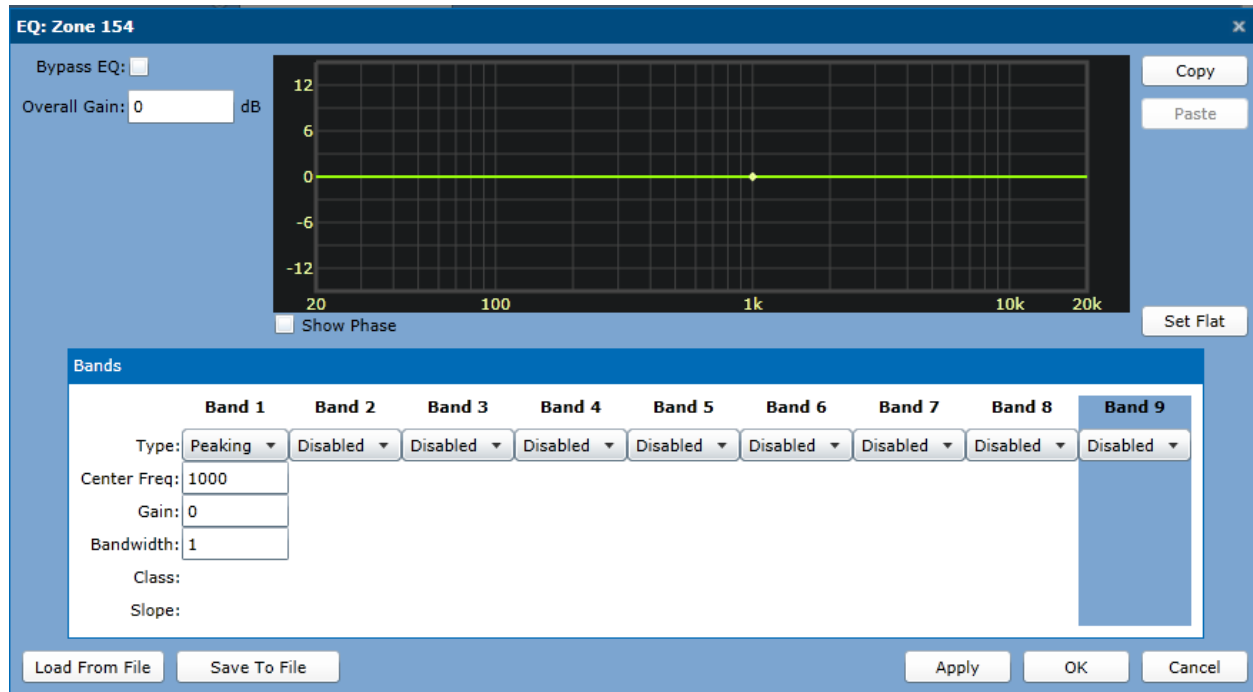 EQ: Zone 154
Bypass EQ:
Overall Gain: 0 dB
12
6
0
-6
-12
20 100 1k 10k 20k
Show Phase
Copy
Paste
Set Flat
Bands
Band 1 Band 2 Band 3 Band 4 Band 5 Band 6 Band 7 Band 8 Band 9
Type: Peaking Disabled Disabled Disabled Disabled Disabled Disabled Disabled Disabled
Center Freq: 1000
Gain: 0
Bandwidth: 1
Class:
Slope:
Load From File Save To File Apply OK Cancel